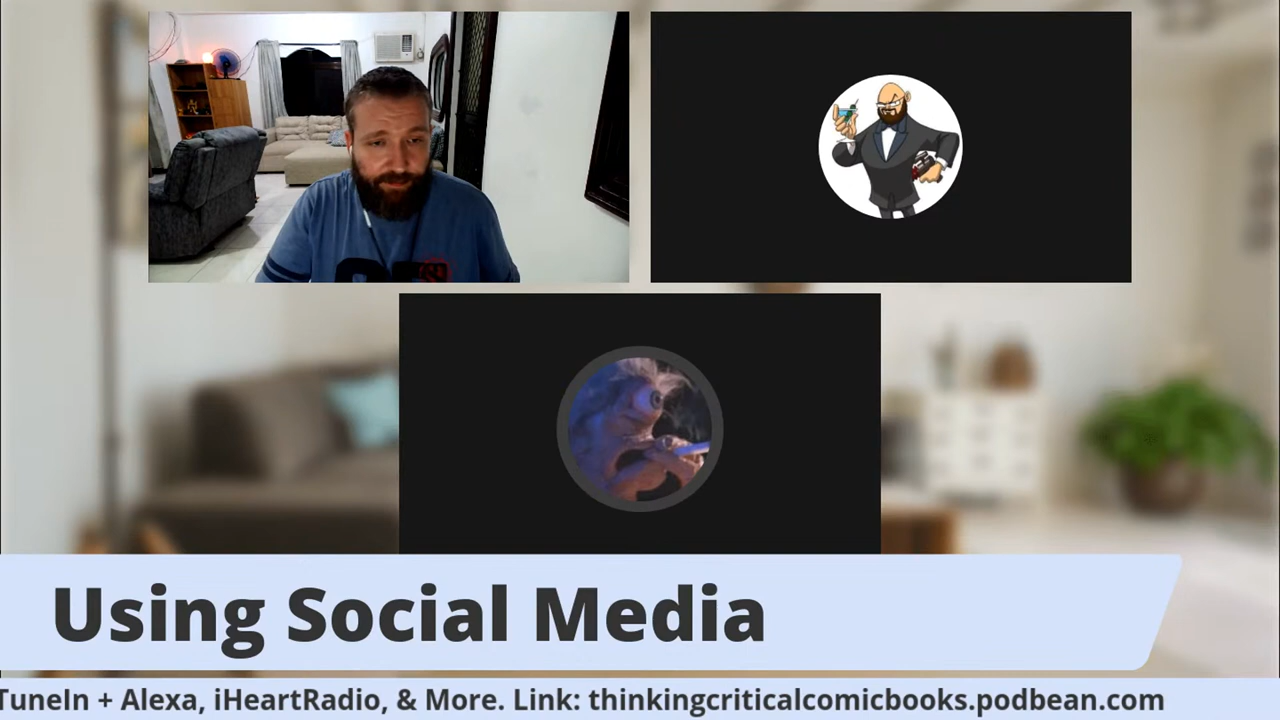 Using Social Media
TuneIn + Alexa, iHeartRadio, & More. Link: thinkingcriticalcomicbooks.podbean.com